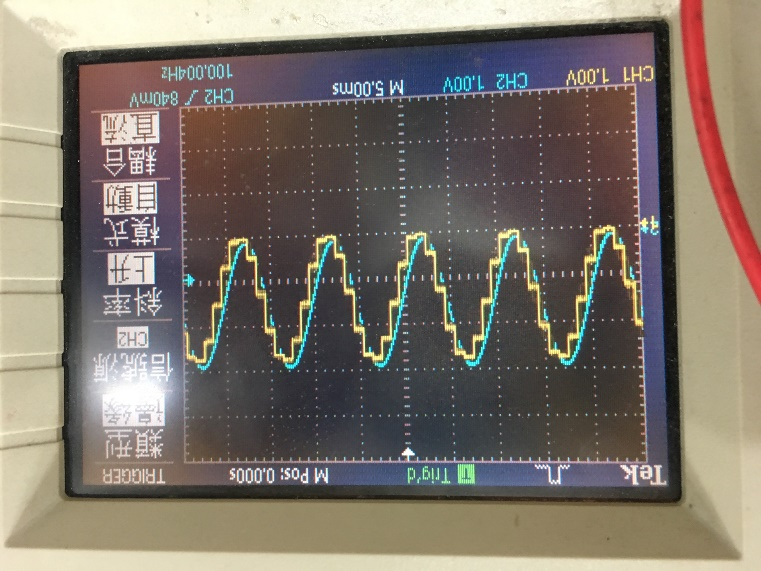 Tek T Trig'd M Pos: 0.000s TRIGGER
類型
邊緣
信號源
CH2
斜率
上升
模式
自動
耦合
直流
2
CH1 1.00V CH2 1.00V M 5.00ms CH2 / 840mV
100.004Hz